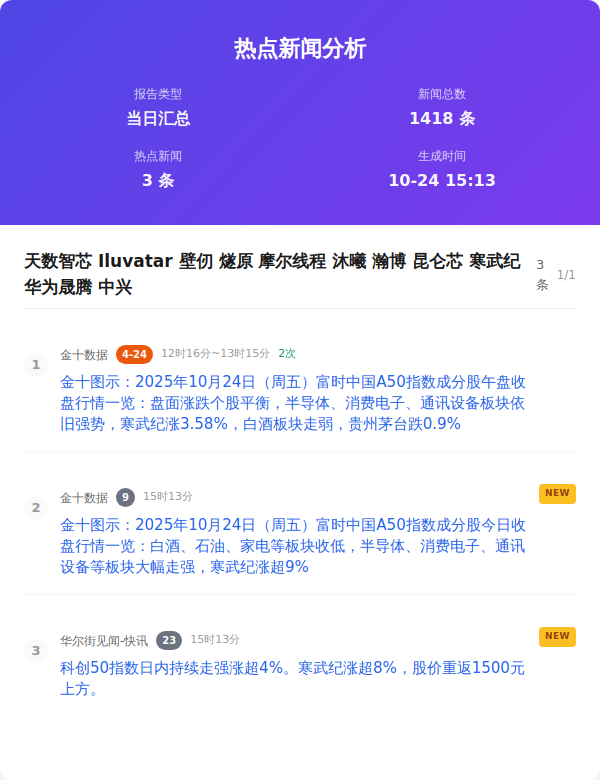 热点新闻分析
报告类型
当日汇总
新闻总数
1418 条
热点新闻
3 条
生成时间
10-24 15:13
天数智芯 Iluvatar 壁仞 燧原 摩尔线程 沐曦 瀚博 昆仑芯 寒武纪
华为晟腾 中兴
3
条
1/1
1
金十数据 4-24 12时16分~13时15分 2次
金十图示：2025年10月24日（周五）富时中国A50指数成分股午盘收
盘行情一览：盘面涨跌个股平衡，半导体、消费电子、通讯设备板块依
旧强势，寒武纪涨3.58%，白酒板块走弱，贵州茅台跌0.9%
2
金十数据 9 15时13分
NEW
金十图示：2025年10月24日（周五）富时中国A50指数成分股今日收
盘行情一览：白酒、石油、家电等板块收低，半导体、消费电子、通讯
设备等板块大幅走强，寒武纪涨超9%
3
华尔街见闻-快讯 23 15时13分
NEW
科创50指数日内持续走强涨超4%。寒武纪涨超8%，股价重返1500元
上方。